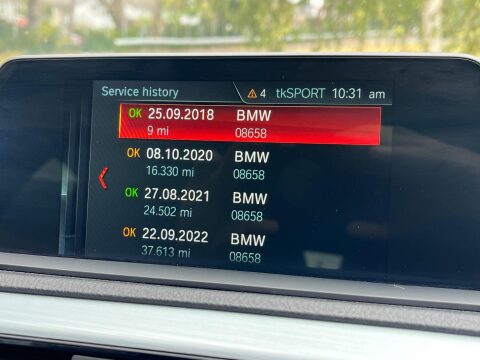 Service history 4 tkSPORT 10:31 am
OK 25.09.2018 BMW
9 mi 08658
OK 08.10.2020 BMW
16.330 mi 08658
OK 27.08.2021 BMW
24.502 mi 08658
OK 22.09.2022 BMW
37.613 mi 08658